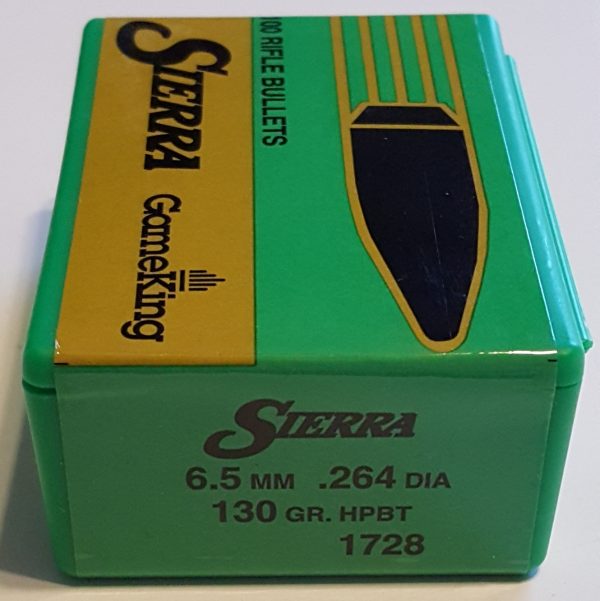 100 RIFLE BULLETS
SIERRA
GameKing
SIERRA
6.5 MM .264 DIA
130 GR. HPBT
1728